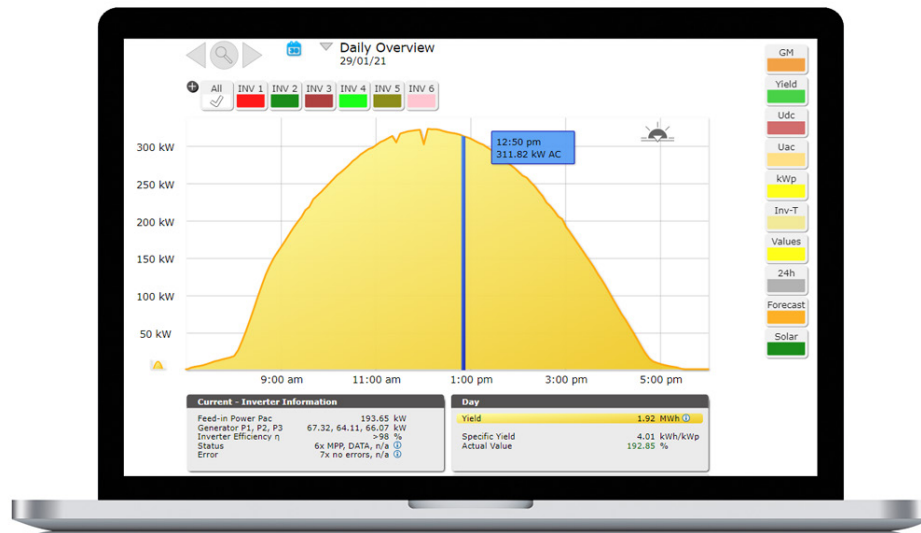 Daily Overview
29/01/21
All INV 1 INV 2 INV 3 INV 4 INV 5 INV 6
12:50 pm
311.82 kW AC
300 kW
250 kW
200 kW
150 kW
100 kW
50 kW
9:00 am 11:00 am 1:00 pm 3:00 pm 5:00 pm
GM
Yield
Udc
Uac
kWp
Inv-T
Values
24h
Forecast
Solar
Current - Inverter Information
Feed-in Power Pac 193.65 kW
Generator P1, P2, P3 67.32, 64.11, 66.07 kW
Inverter Efficiency η >98 %
Status 6x MPP, DATA, n/a
Error 7x no errors, n/a
Day
Yield 1.92 MWh
Specific Yield 4.01 kWh/kWp
Actual Value 192.85 %